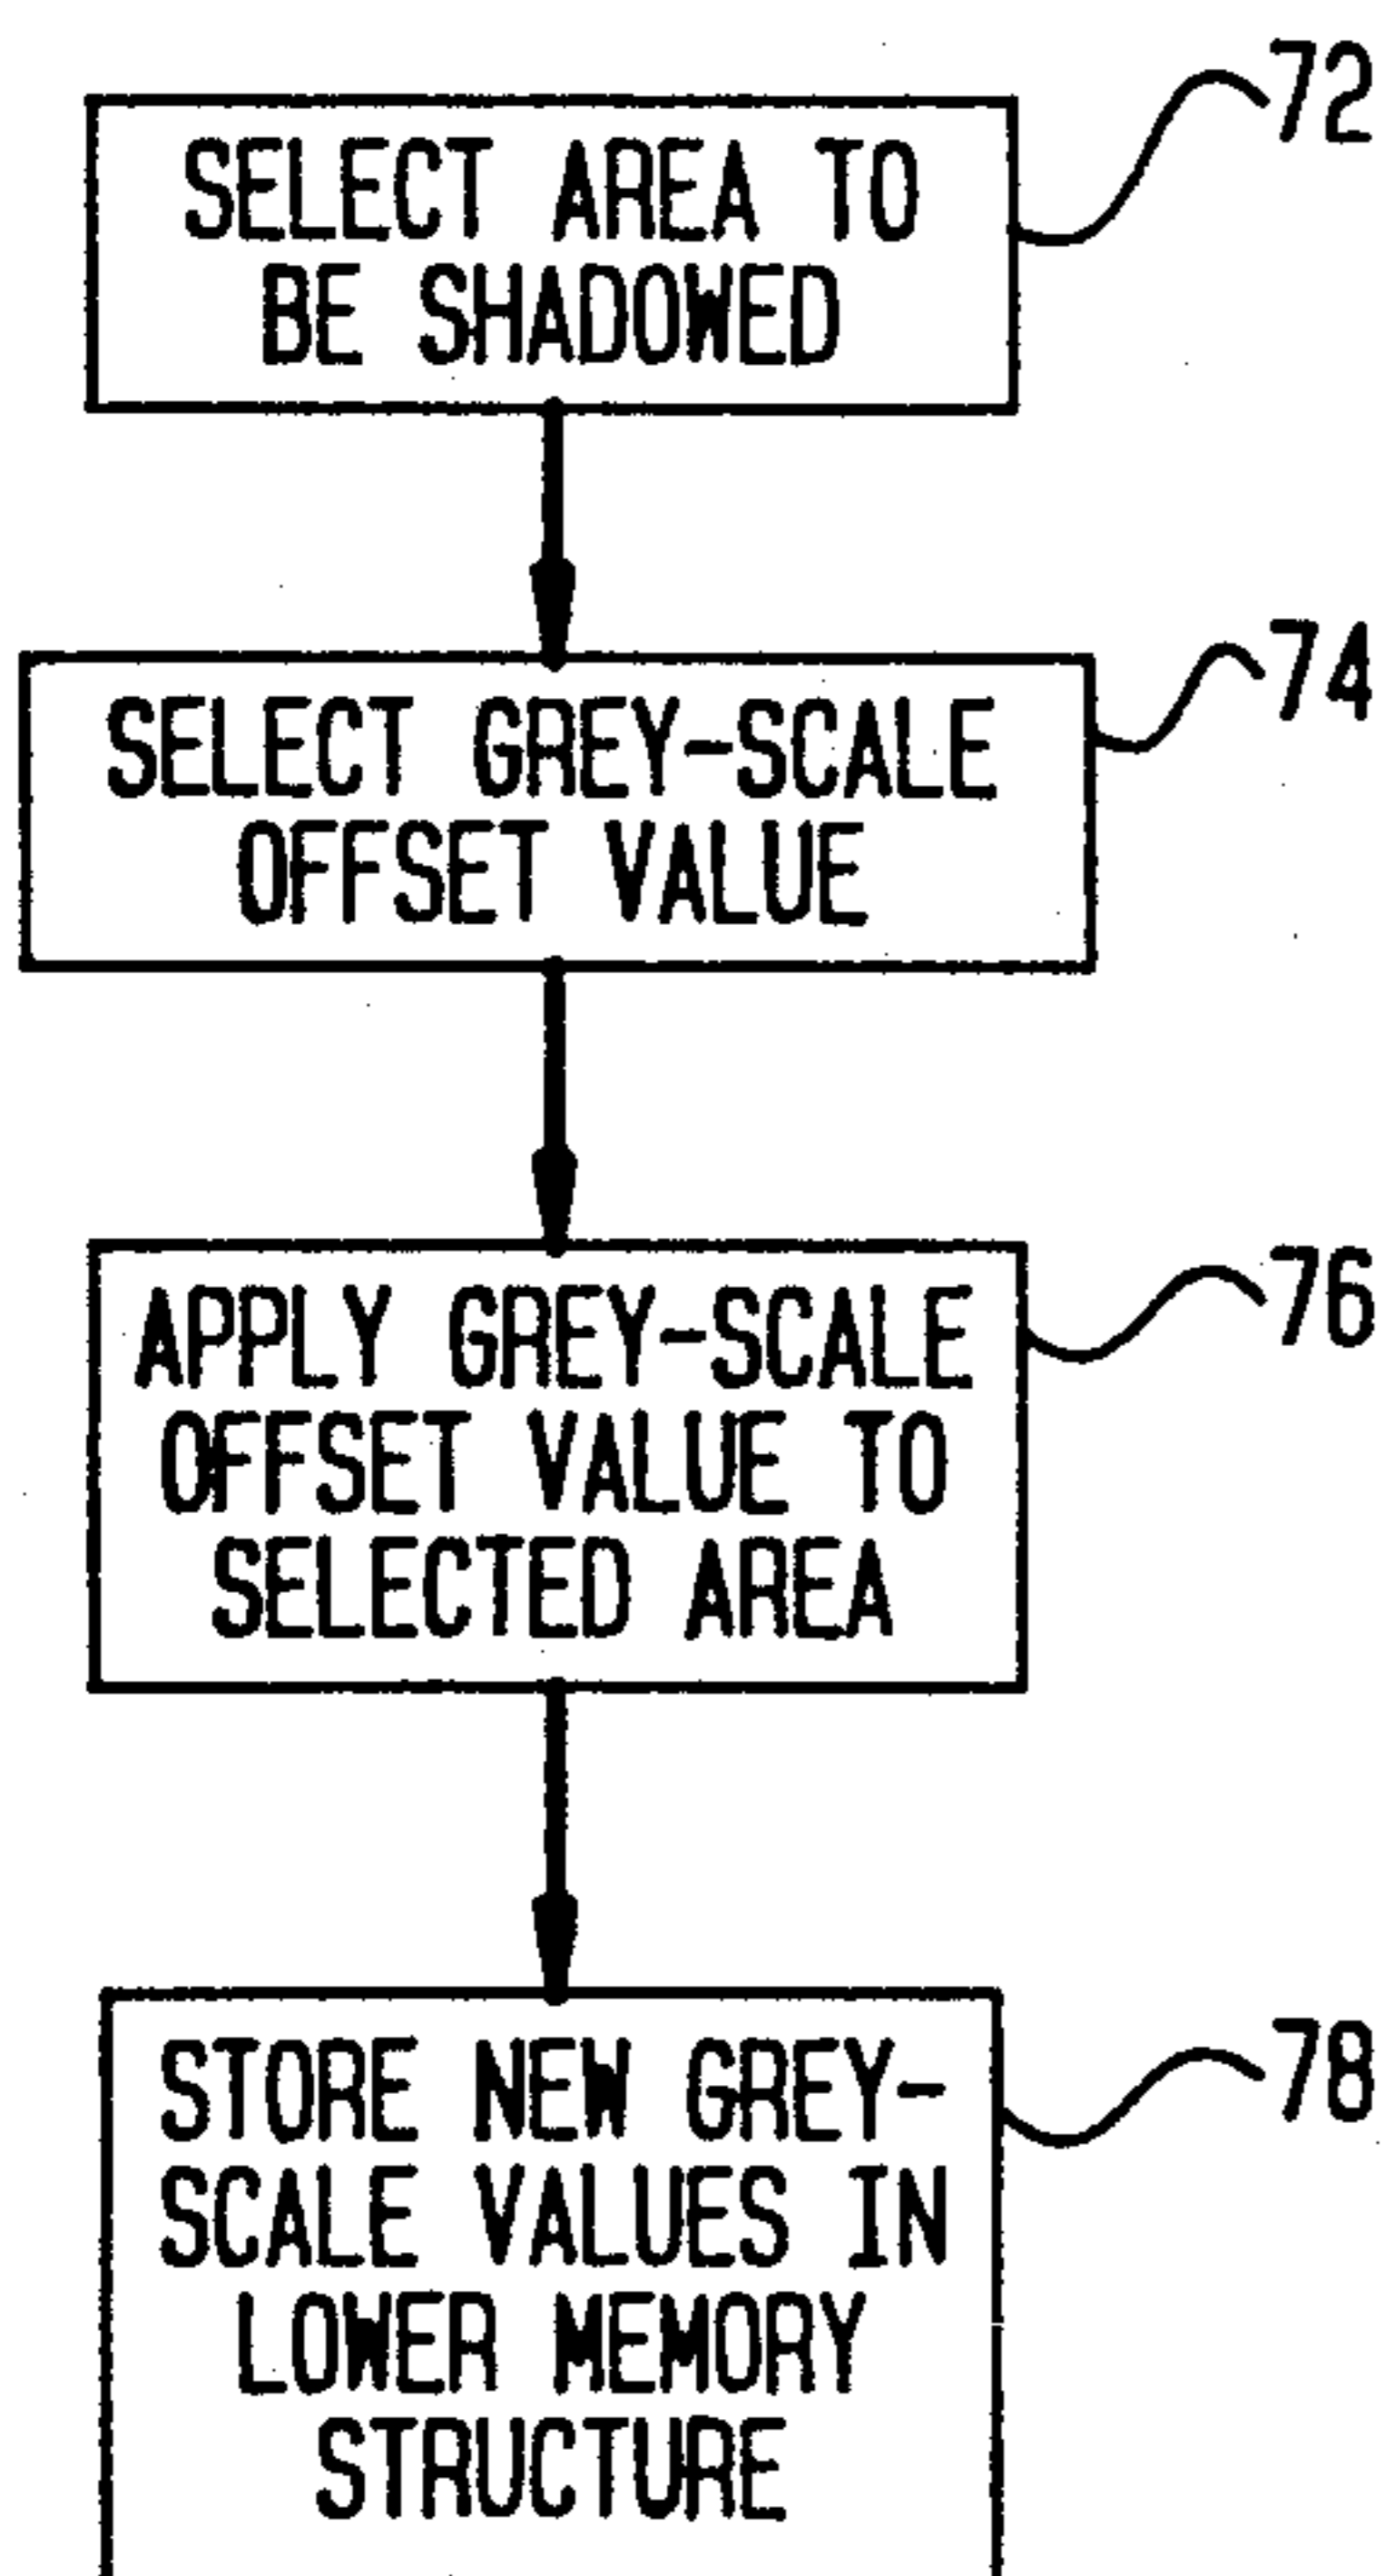 72
SELECT AREA TO
BE SHADOWED
74
SELECT GREY-SCALE
OFFSET VALUE
76
APPLY GREY-SCALE
OFFSET VALUE TO
SELECTED AREA
78
STORE NEW GREY-
SCALE VALUES IN
LOWER MEMORY
STRUCTURE